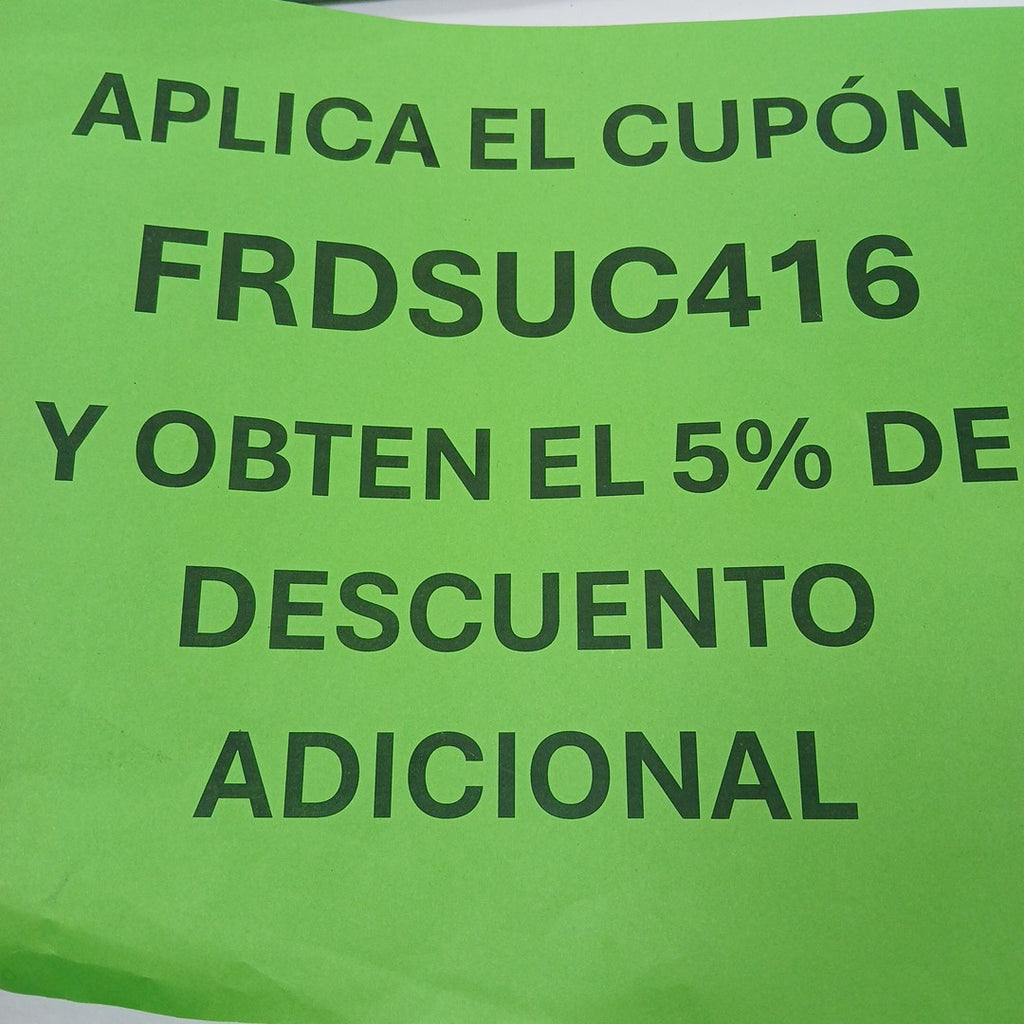 APLICA EL CUPÓN
FRDSUC416
Y OBTEN EL 5% DE
DESCUENTO
ADICIONAL